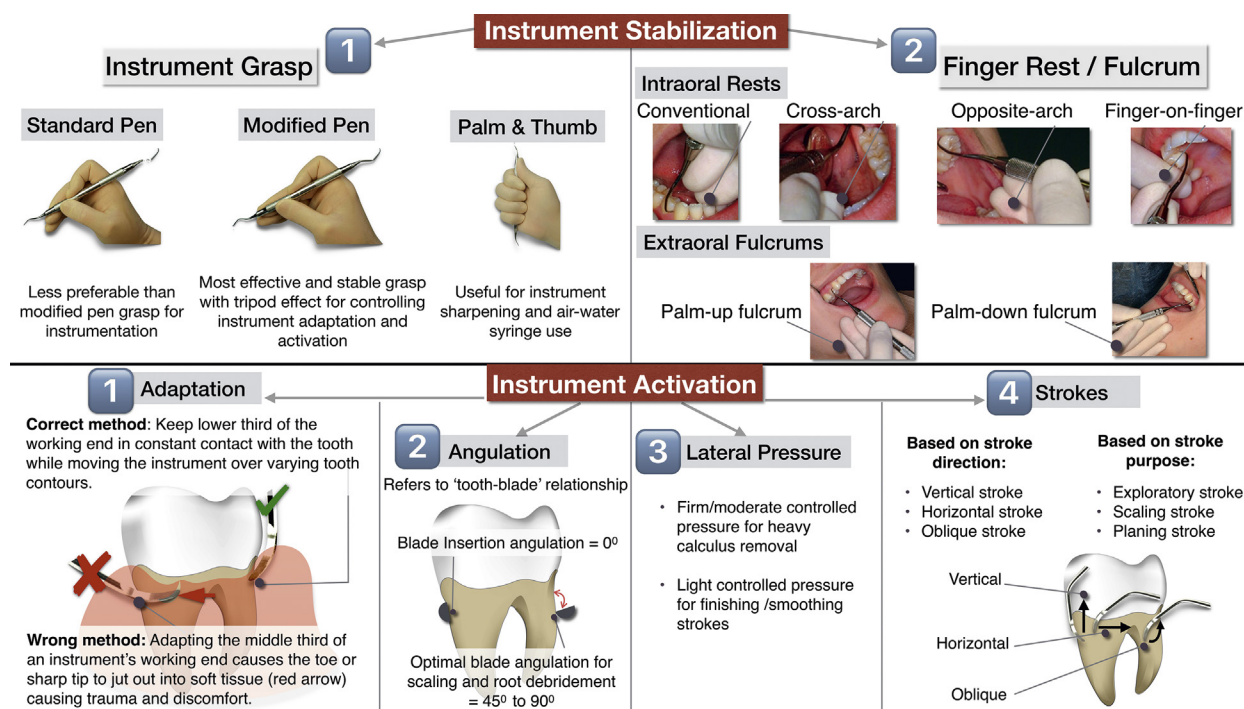 Instrument Stabilization
1
Instrument Grasp
Standard Pen
Modified Pen
Palm & Thumb
Less preferable than
modified pen grasp for
instrumentation
Most effective and stable grasp
with tripod effect for controlling
instrument adaptation and
activation
Useful for instrument
sharpening and air-water
syringe use
2
Finger Rest / Fulcrum
Intraoral Rests
Conventional
Cross-arch
Opposite-arch
Finger-on-finger
Extraoral Fulcrums
Palm-up fulcrum
Palm-down fulcrum
Instrument Activation
1
Adaptation
Correct method: Keep lower third of the
working end in constant contact with the tooth
while moving the instrument over varying tooth
contours.
Wrong method: Adapting the middle third of
an instrument's working end causes the toe or
sharp tip to jut out into soft tissue (red arrow)
causing trauma and discomfort.
2
Angulation
Refers to 'tooth-blade' relationship
Blade Insertion angulation = 0⁰
Optimal blade angulation for
scaling and root debridement
= 45⁰ to 90⁰
3
Lateral Pressure
• Firm/moderate controlled
pressure for heavy
calculus removal
• Light controlled pressure
for finishing /smoothing
strokes
4
Strokes
Based on stroke
direction:
• Vertical stroke
• Horizontal stroke
• Oblique stroke
Based on stroke
purpose:
• Exploratory stroke
• Scaling stroke
• Planing stroke
Vertical
Horizontal
Oblique